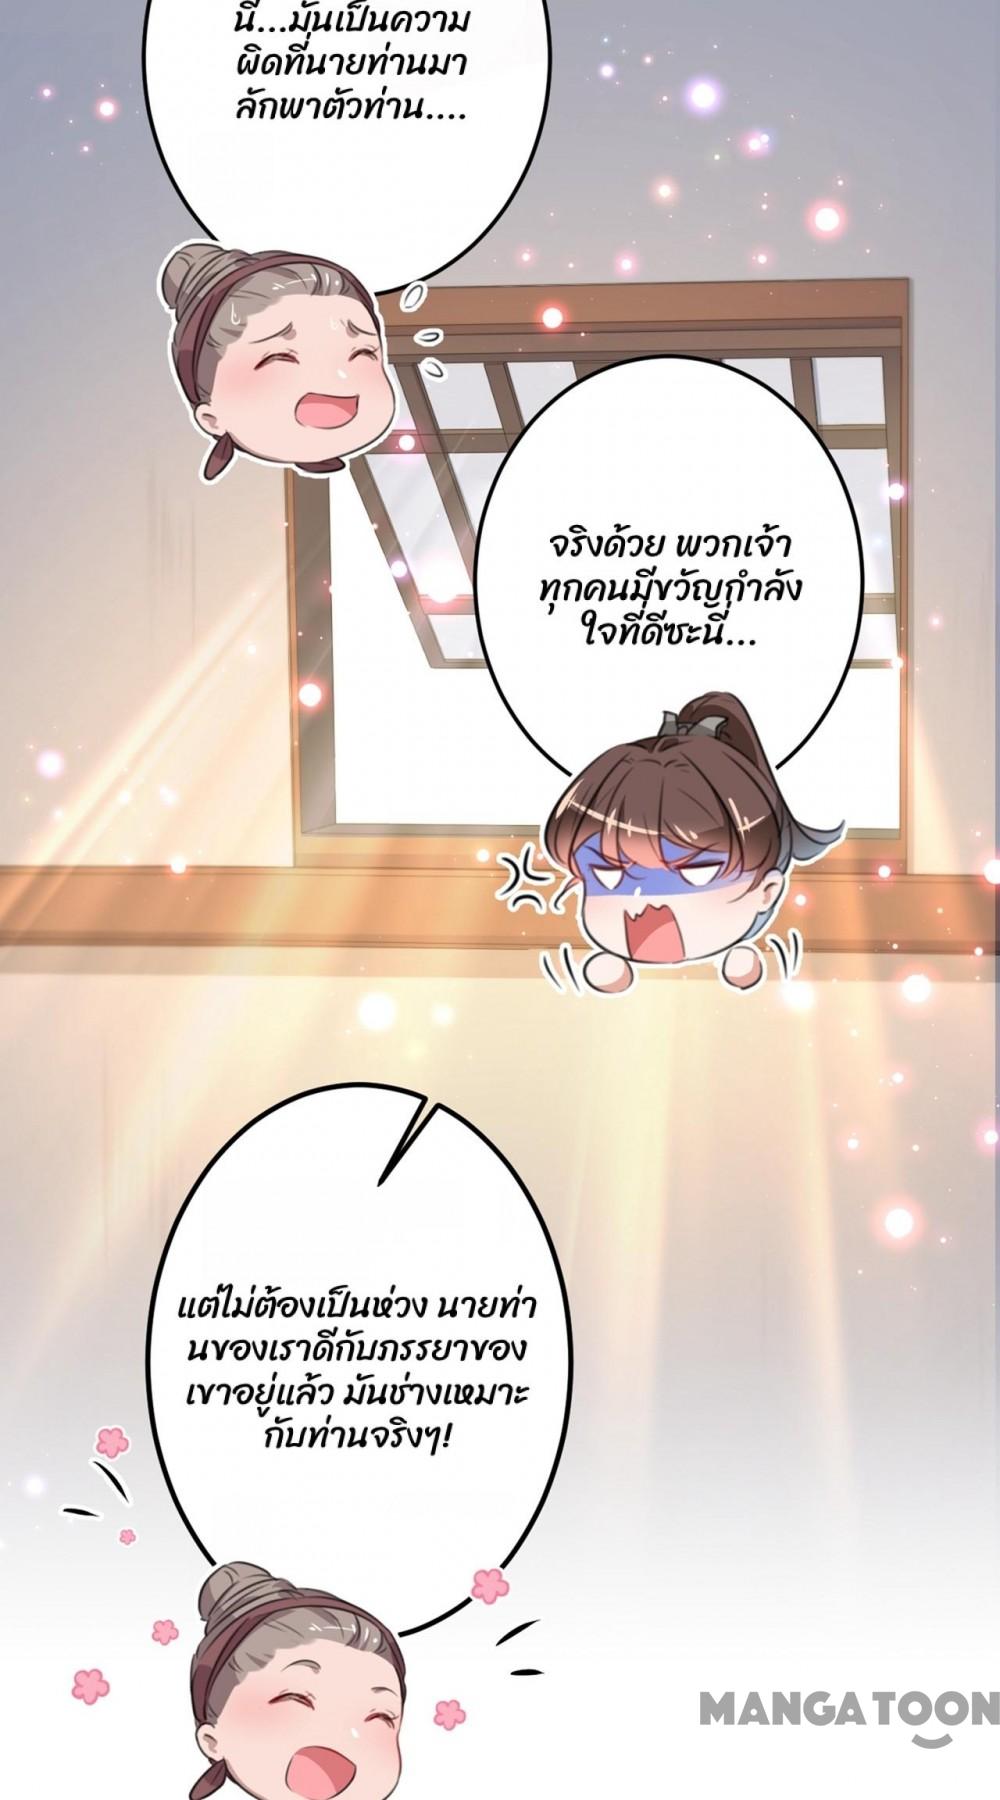 นี้...มันเป็นความ
ผิดที่นายท่านมา
ลักพาตัวท่าน....
จริงด้วย พวกเจ้า
ทุกคนมีขวัญกำลัง
ใจที่ดีซะนี่...
แต่ไม่ต้องเป็นห่วง นายท่า
นของเราดีกับภรรยาของ
เขาอยู่แล้ว มันช่างเหมาะ
กับท่านจริงๆ!
MANGATOON